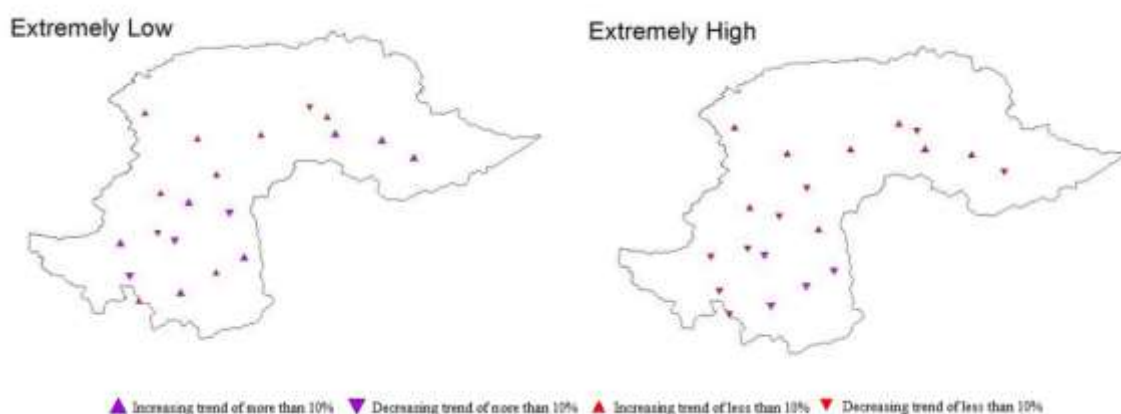 Extremely Low
Extremely High
Increasing trend of more than 10% Decreasing trend of more than 10% Increasing trend of less than 10% Decreasing trend of less than 10%